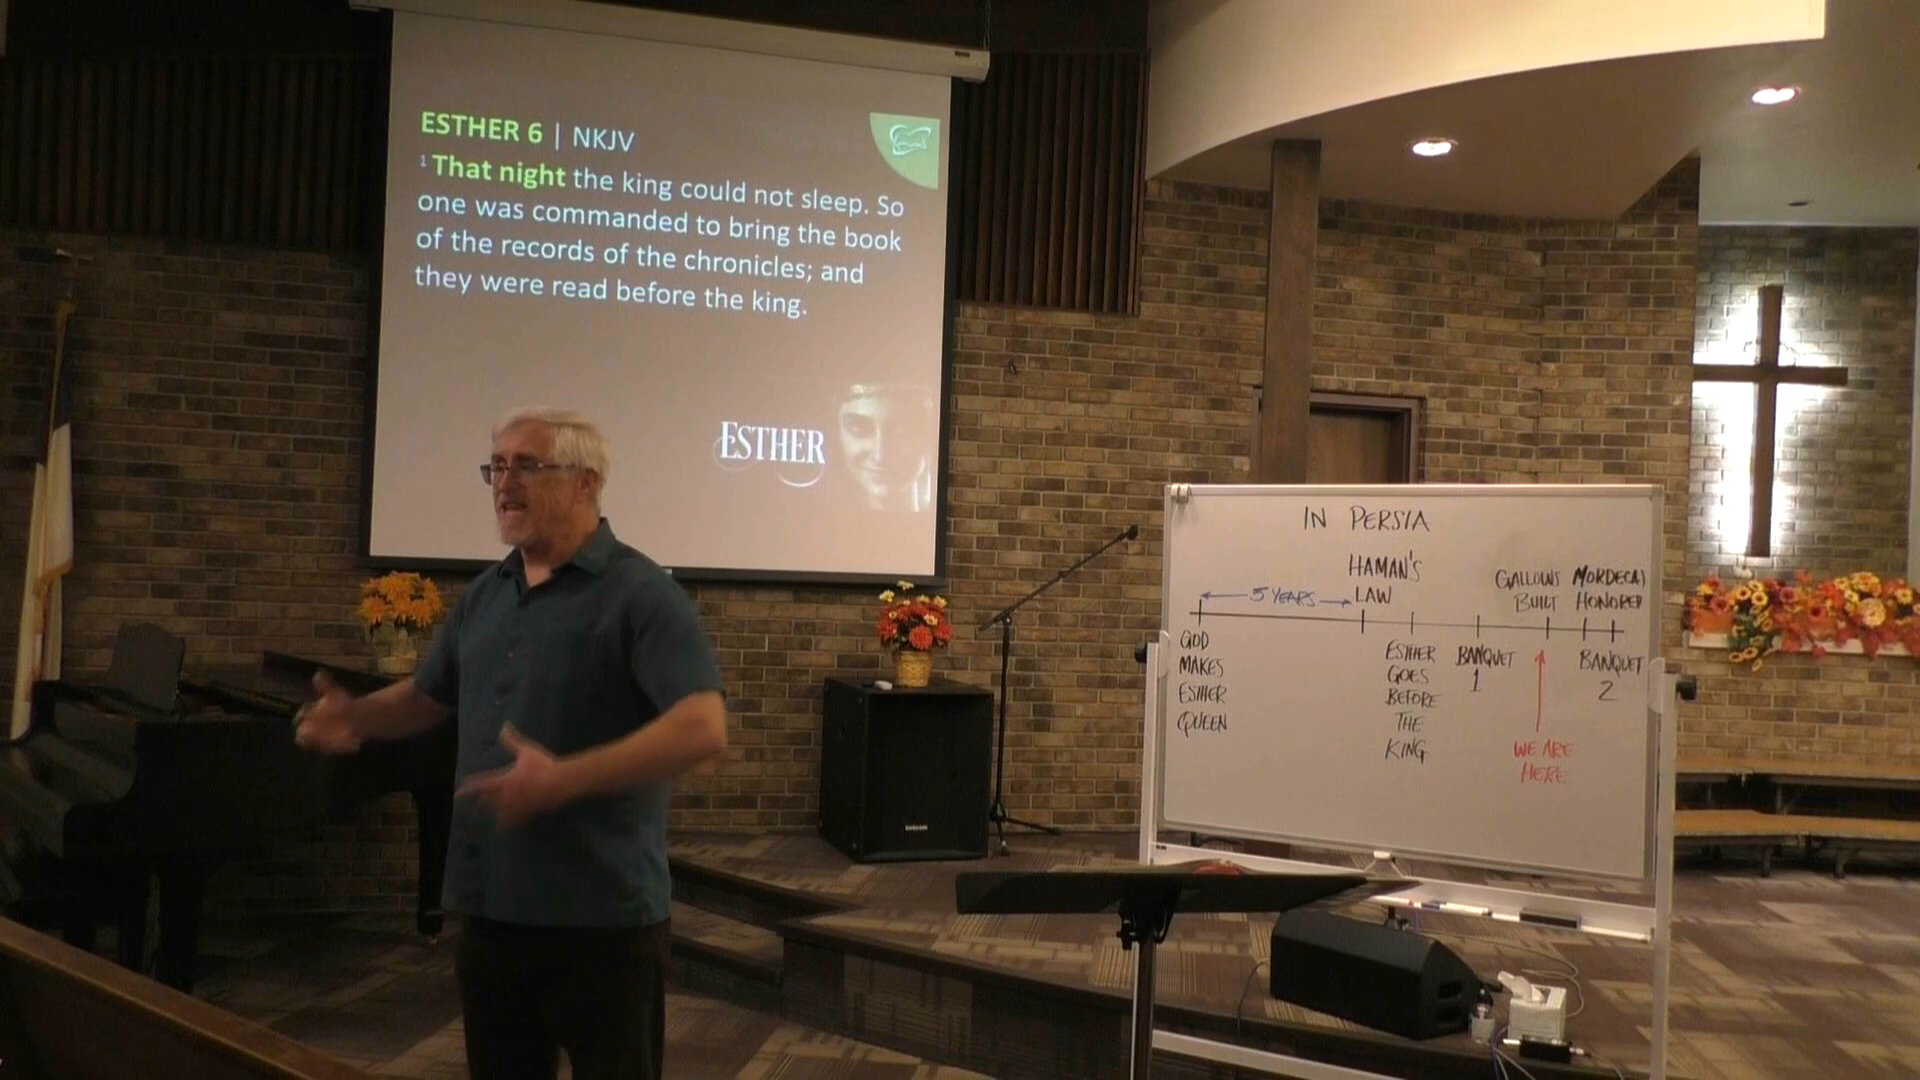 ESTHER 6 | NKJV
1 That night the king could not sleep. So
one was commanded to bring the book
of the records of the chronicles; and
they were read before the king.
ESTHER
IN PERSIA
5 YEARS
HAMAN'S
LAW
GALLOWS
BUILT
MORDECAI
HONORED
GOD
MAKES
ESTHER
QUEEN
ESTHER
GOES
BEFORE
THE
KING
BANQUET
1
WE ARE
HERE
BANQUET
2